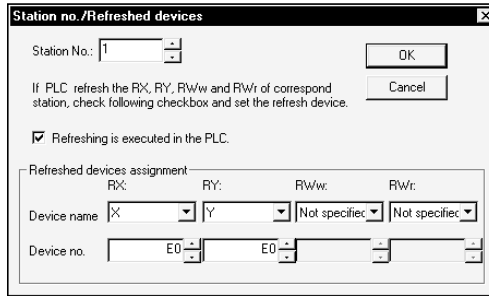 Station no./Refreshed devices
Station No.: 1
OK
If PLC refresh the RX, RY, RWw and RWr of correspond
station, check following checkbox and set the refresh device.
Cancel
Refreshing is executed in the PLC.
Refreshed devices assignment
RX: RY: RWw: RWr:
Device name X Y Not specified Not specified
Device no. E0 E0